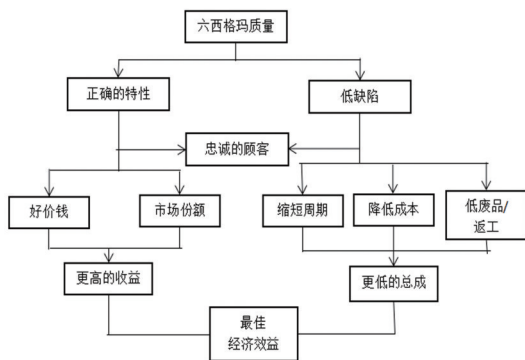 六西格玛质量
正确的特性
低缺陷
忠诚的顾客
好价钱
市场份额
缩短周期
降低成本
低废品/
返工
更高的收益
更低的总成
最佳
经济效益